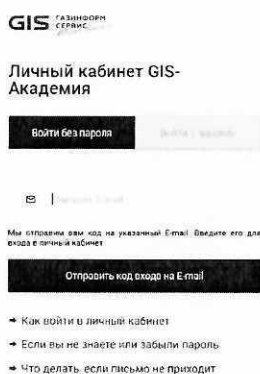 GIS ГАЗИНФОРМ
СЕРВИС
Личный кабинет GIS-
Академия
Войти без пароля
Мы отправим вам код на указанный E-mail. Введите его для
входа в личный кабинет
Отправить код входа на E-mail
➔ Как войти в личный кабинет
➔ Если вы не знаете или забыли пароль
➔ Что делать, если письмо не приходит